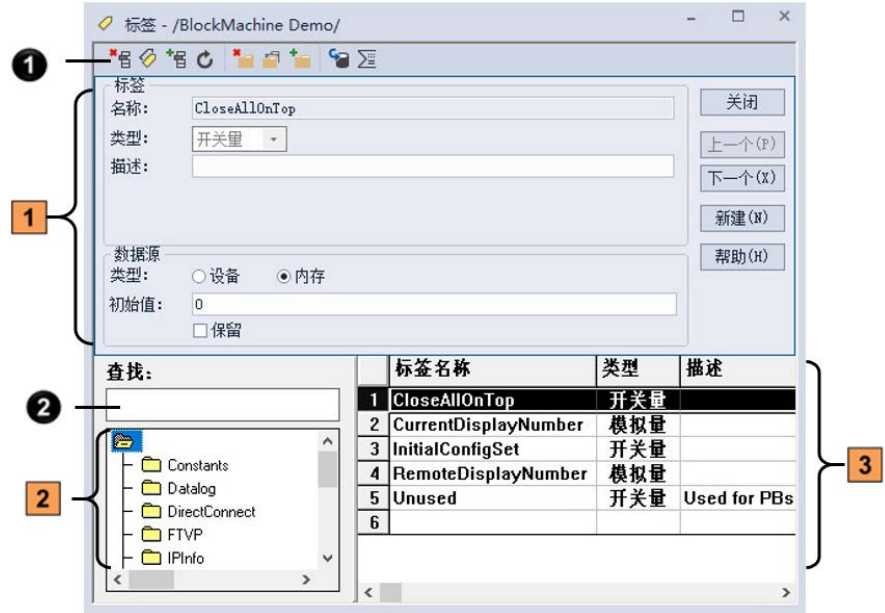 标签 - /BlockMachine Demo/
1
标签
名称: CloseAllOnTop 关闭
类型: 开关量 上一个(P)
描述: 下一个(X)
1
新建(N)
数据源 帮助(H)
类型: 设备 内存
初始值: 0
保留
查找: 标签名称 类型 描述
2
1 CloseAllOnTop 开关量
2 CurrentDisplayNumber 模拟量
3 InitialConfigSet 开关量
4 RemoteDisplayNumber 模拟量
5 Unused 开关量 Used for PBs
6
3
2
Constants
Datalog
DirectConnect
FTVP
IPInfo